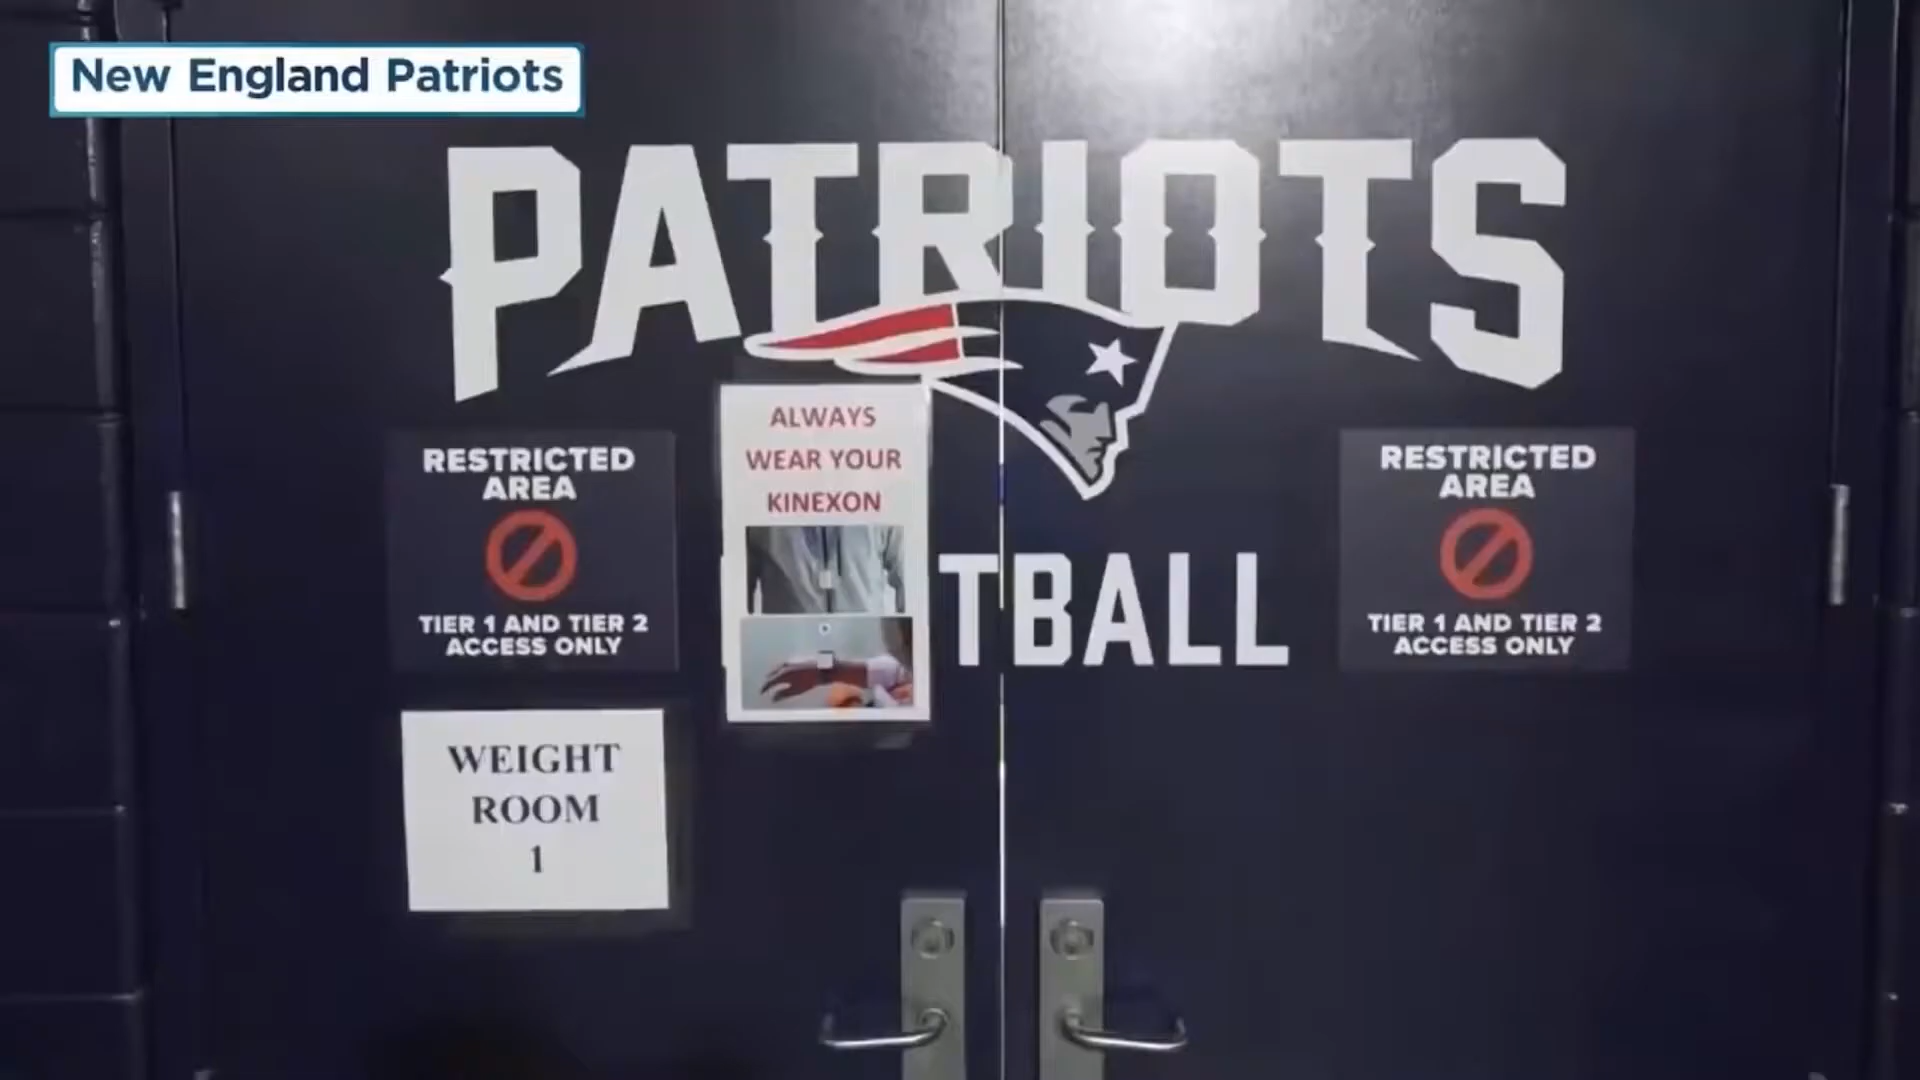 New England Patriots
PATRIOTS
RESTRICTED
AREA
TIER 1 AND TIER 2
ACCESS ONLY
ALWAYS
WEAR YOUR
KINEXON
TBALL
RESTRICTED
AREA
TIER 1 AND TIER 2
ACCESS ONLY
WEIGHT
ROOM
1